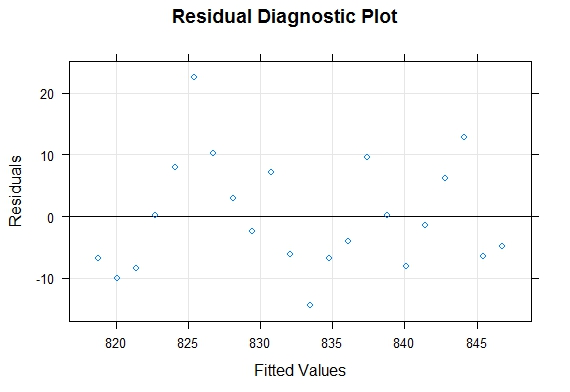 Residual Diagnostic Plot
20
10
0
-10
Residuals
820 825 830 835 840 845
Fitted Values